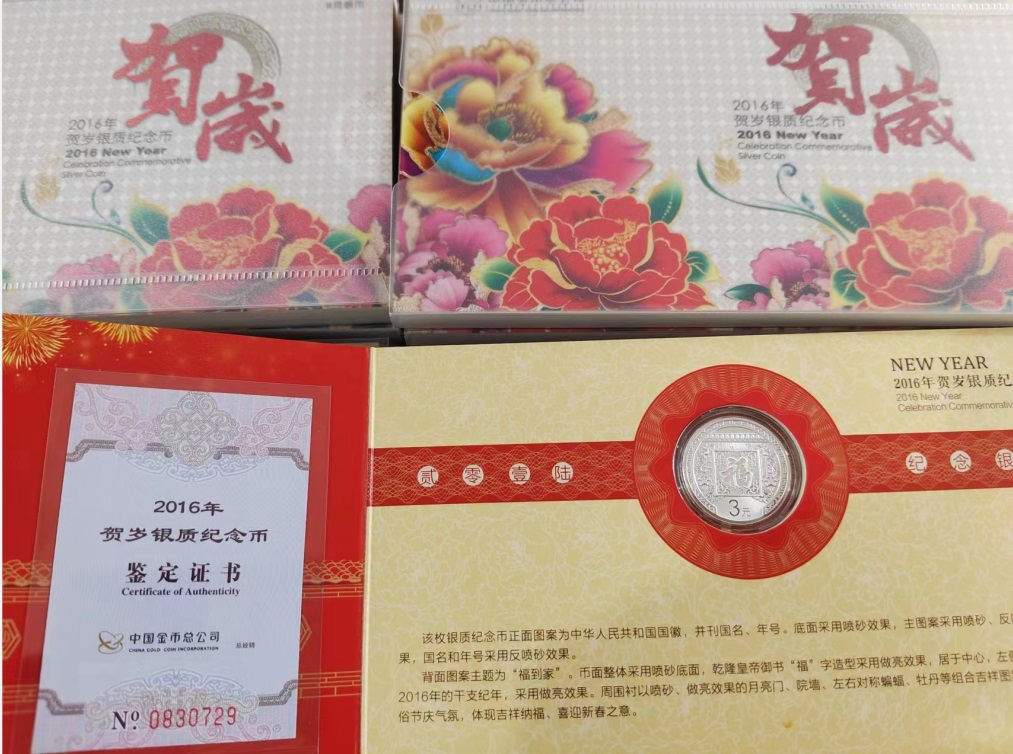 贺
歲
2016年
贺岁银质纪念币
2016 New Year
Celebration Commemorative
Silver Coin
贺
歲
2016年
贺岁银质纪念币
2016 New Year
Celebration Commemorative
Silver Coin
2016年
贺岁银质纪念币
鉴定证书
Certificate of Authenticity
中国金币总公司 总经销
CHINA GOLD COIN INCORPORATION
№ 0830729
NEW YEAR
2016年贺岁银质纪
2016 New Year
Celebration Commemorativ
贰零壹陆
福
3元
纪念银
该枚银质纪念币正面图案为中华人民共和国国徽，并刊国名、年号。底面采用喷砂效果，主图案采用喷砂、反
果，国名和年号采用反喷砂效果。
背面图案主题为“福到家”。币面整体采用喷砂底面，乾隆皇帝御书“福”字造型采用做亮效果，居于中心，左
2016年的干支纪年，采用做亮效果。周围衬以喷砂、做亮效果的月亮门、院墙、左右对称蝙蝠、牡丹等组合吉祥图
俗节庆气氛，体现吉祥纳福、喜迎新春之意。